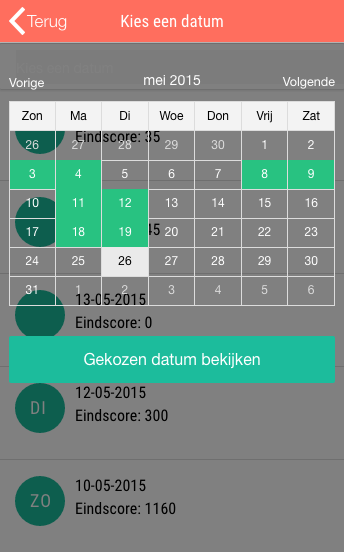 Terug
Kies een datum
Vorige
mei 2015
Volgende
Zon Ma Di Woe Don Vrij Zat
26 27 28 29 30 1 2
Eindscore: 35
3 4 5 6 7 8 9
10 11 12 13 14 15 16
17 18 19 20 21 22 23
24 25 26 27 28 29 30
31 1 2 3 4 5 6
13-05-2015
Eindscore: 0
Gekozen datum bekijken
DI
12-05-2015
Eindscore: 300
ZO
10-05-2015
Eindscore: 1160